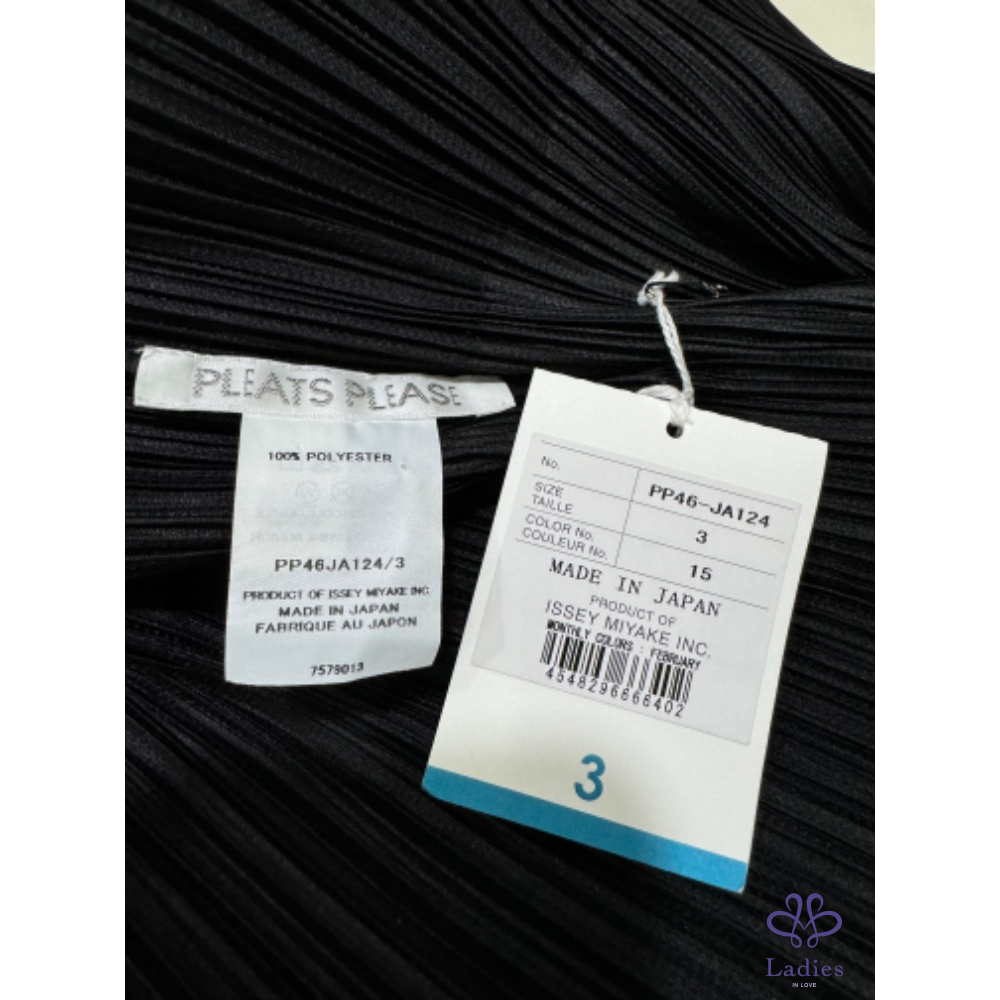 PLEATS PLEASE
100% POLYESTER
PP46JA124/3
PRODUCT OF ISSEY MIYAKE INC.
MADE IN JAPAN
FABRIQUE AU JAPON
7579013
No. PP46-JA124
SIZE
TAILLE 3
COLOR No.
COULEUR No. 15
MADE IN JAPAN
PRODUCT OF
ISSEY MIYAKE INC.
MONTHLY COLORS : FEBRUARY
4548296666402
3
Ladies
IN LOVE